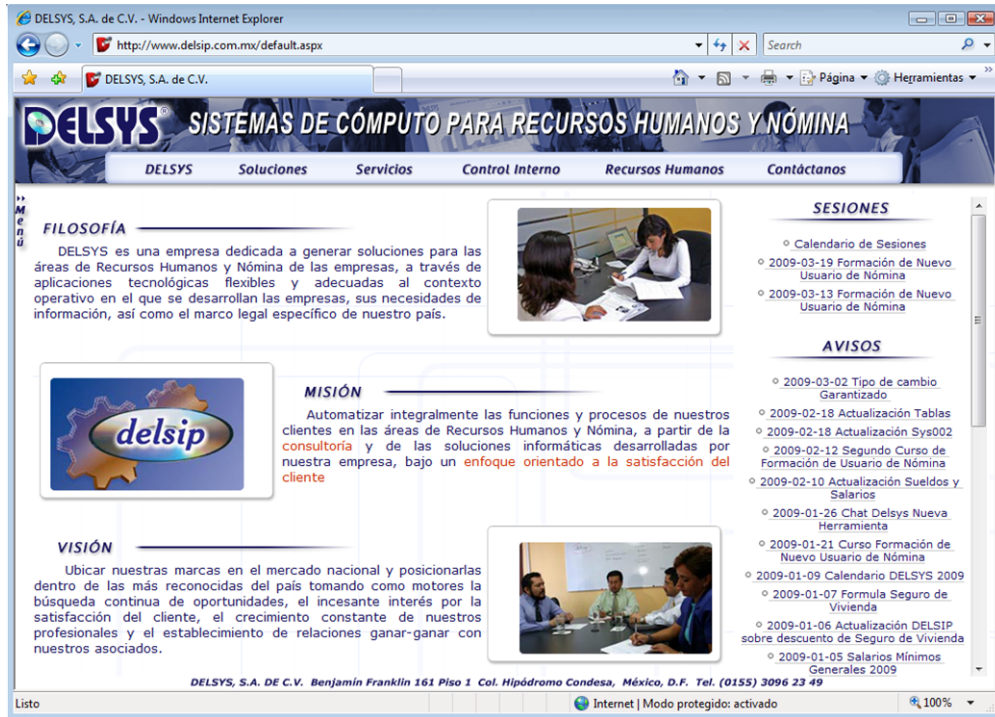 DELSYS, S.A. de C.V. - Windows Internet Explorer
http://www.delsip.com.mx/default.aspx
Search
DELSYS, S.A. de C.V.
Página
Herramientas
DELSYS®
SISTEMAS DE CÓMPUTO PARA RECURSOS HUMANOS Y NÓMINA
DELSYS Soluciones Servicios Control Interno Recursos Humanos Contáctanos
Menú
FILOSOFÍA
DELSYS es una empresa dedicada a generar soluciones para las
áreas de Recursos Humanos y Nómina de las empresas, a través de
aplicaciones tecnológicas flexibles y adecuadas al contexto
operativo en el que se desarrollan las empresas, sus necesidades de
información, así como el marco legal específico de nuestro país.
delsip
MISIÓN
Automatizar integralmente las funciones y procesos de nuestros
clientes en las áreas de Recursos Humanos y Nómina, a partir de la
consultoría y de las soluciones informáticas desarrolladas por
nuestra empresa, bajo un enfoque orientado a la satisfacción del
cliente
VISIÓN
Ubicar nuestras marcas en el mercado nacional y posicionarlas
dentro de las más reconocidas del país tomando como motores la
búsqueda continua de oportunidades, el incesante interés por la
satisfacción del cliente, el crecimiento constante de nuestros
profesionales y el establecimiento de relaciones ganar-ganar con
nuestros asociados.
SESIONES
Calendario de Sesiones
2009-03-19 Formación de Nuevo
Usuario de Nómina
2009-03-13 Formación de Nuevo
Usuario de Nómina
AVISOS
2009-03-02 Tipo de cambio
Garantizado
2009-02-18 Actualización Tablas
2009-02-18 Actualización Sys002
2009-02-12 Segundo Curso de
Formación de Usuario de Nómina
2009-02-10 Actualización Sueldos y
Salarios
2009-01-26 Chat Delsys Nueva
Herramienta
2009-01-21 Curso Formación de
Nuevo Usuario de Nómina
2009-01-09 Calendario DELSYS 2009
2009-01-07 Formula Seguro de
Vivienda
2009-01-06 Actualización DELSIP
sobre descuento de Seguro de Vivienda
2009-01-05 Salarios Mínimos
Generales 2009
DELSYS, S.A. DE C.V. Benjamín Franklin 161 Piso 1 Col. Hipódromo Condesa, México, D.F. Tel. (0155) 3096 23 49
Listo
Internet | Modo protegido: activado
100%